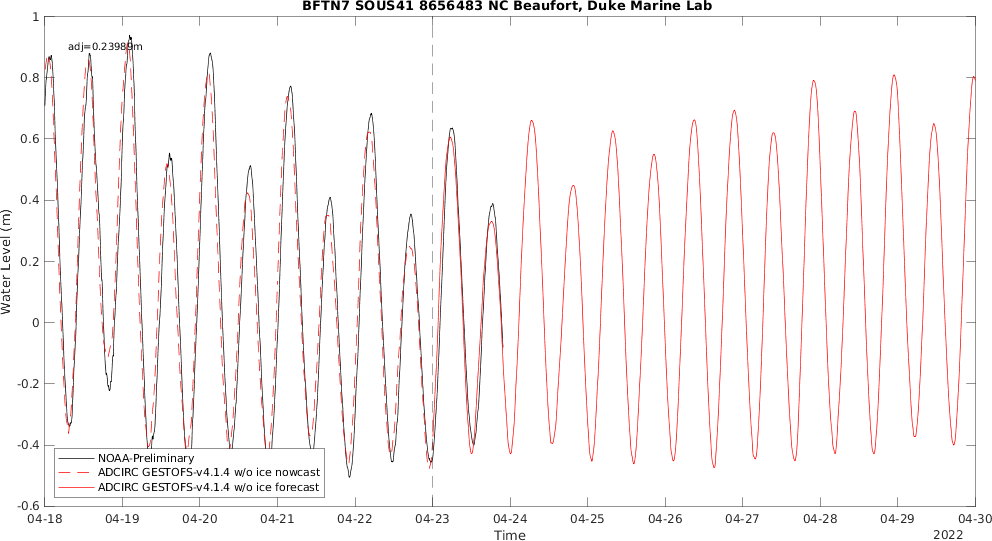 BFTN7 SOUS41 8656483 NC Beaufort, Duke Marine Lab
1
adj=0.23989m
0.8
0.6
0.4
0.2
0
-0.2
-0.4
-0.6
Water Level (m)
NOAA-Preliminary
ADCIRC GESTOFS-v4.1.4 w/o ice nowcast
ADCIRC GESTOFS-v4.1.4 w/o ice forecast
04-18 04-19 04-20 04-21 04-22 04-23 04-24 04-25 04-26 04-27 04-28 04-29 04-30
Time
2022